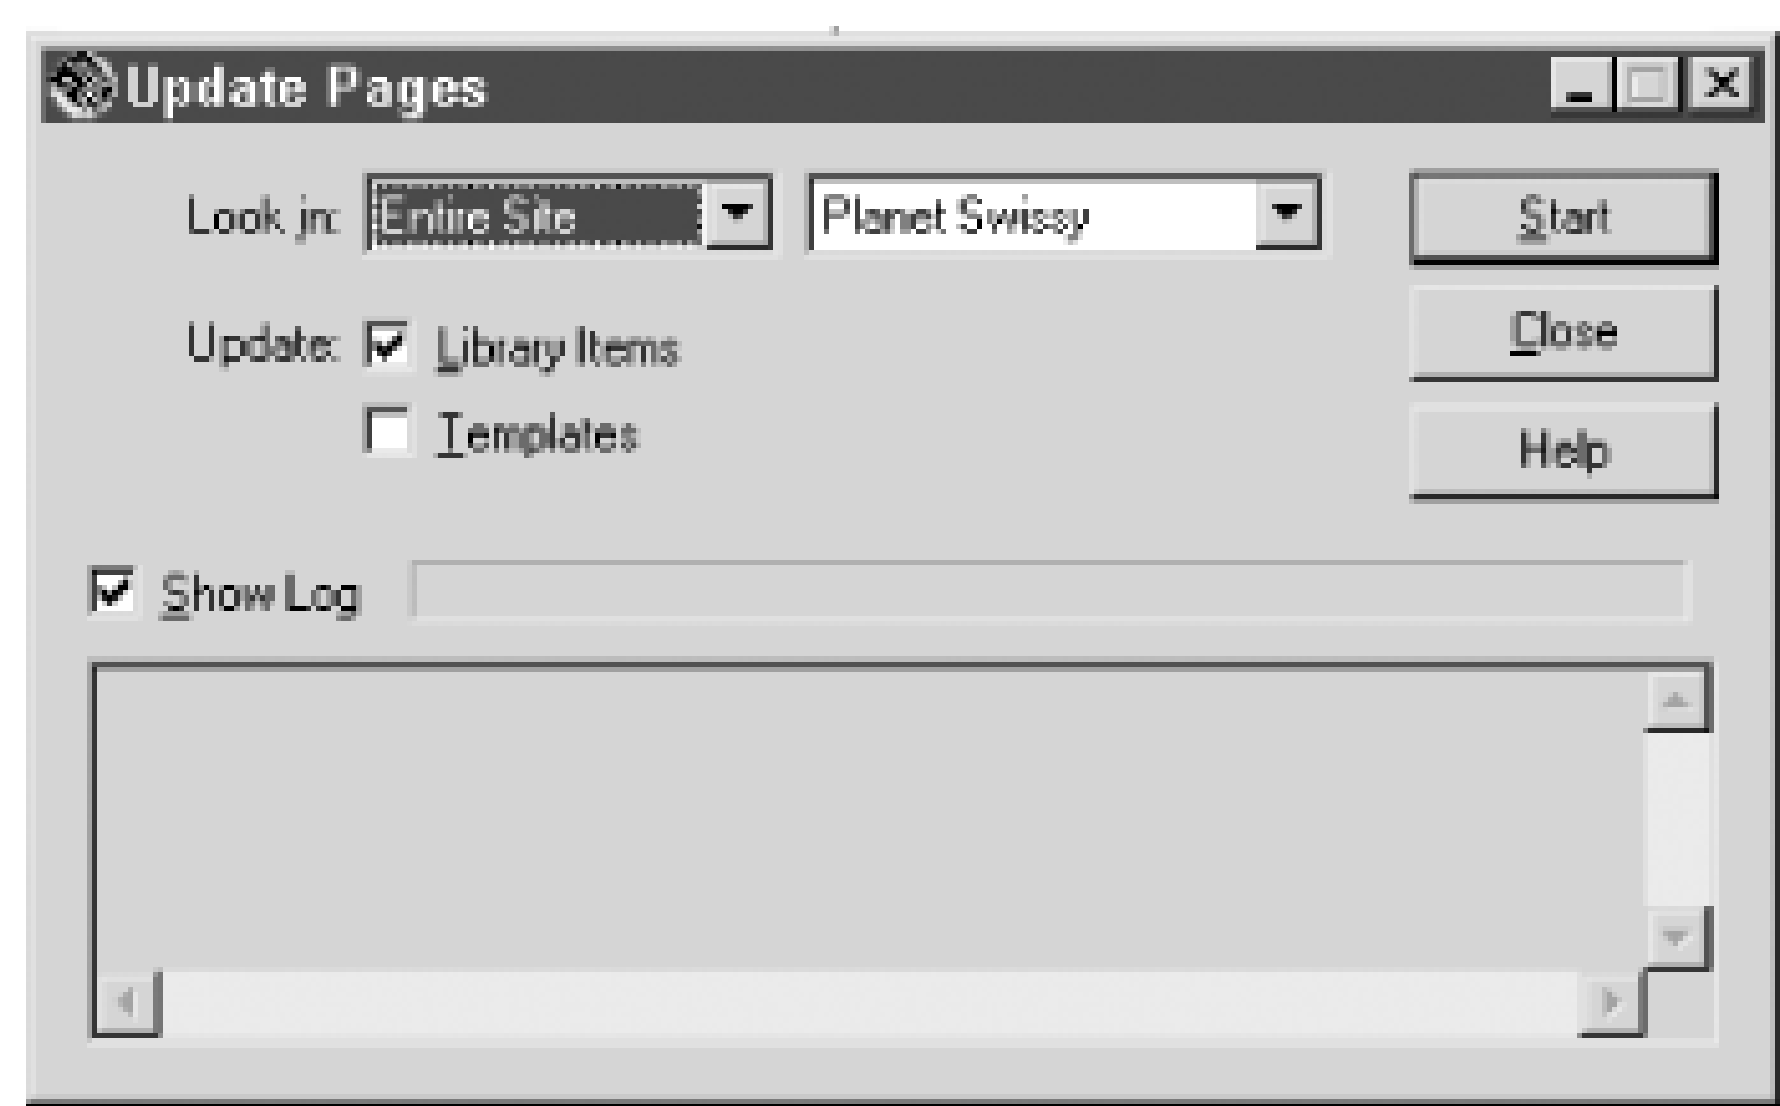 Update Pages
Look in: Entire Site Planet Swissy Start
Update: Library Items Close
Templates Help
Show Log